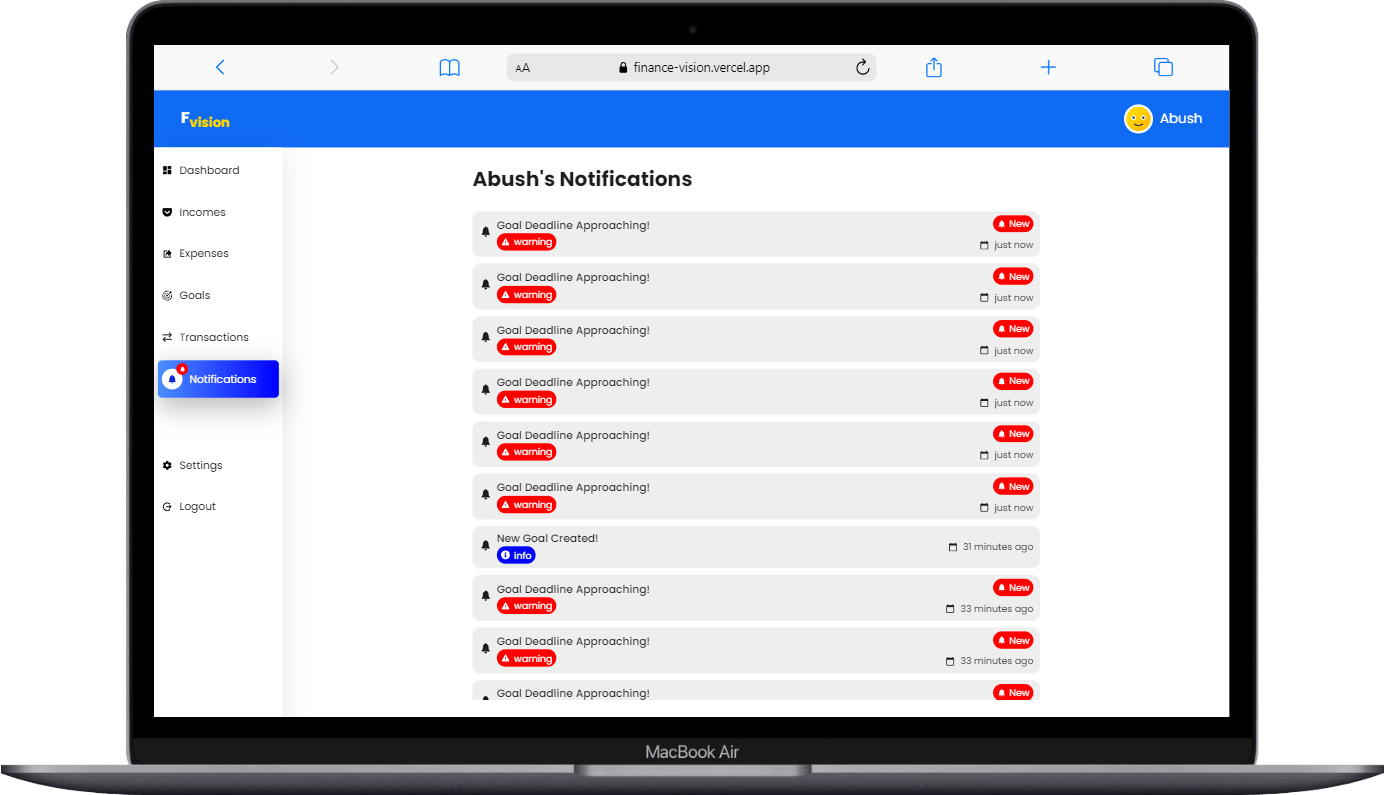 AA finance-vision.vercel.app
Fvision
Abush
Dashboard
Incomes
Expenses
Goals
Transactions
Notifications
Settings
Logout
Abush's Notifications
Goal Deadline Approaching!
New
warning
just now
Goal Deadline Approaching!
New
warning
just now
Goal Deadline Approaching!
New
warning
just now
Goal Deadline Approaching!
New
warning
just now
Goal Deadline Approaching!
New
warning
just now
Goal Deadline Approaching!
New
warning
just now
New Goal Created!
info
31 minutes ago
Goal Deadline Approaching!
New
warning
33 minutes ago
Goal Deadline Approaching!
New
warning
33 minutes ago
Goal Deadline Approaching!
New
MacBook Air